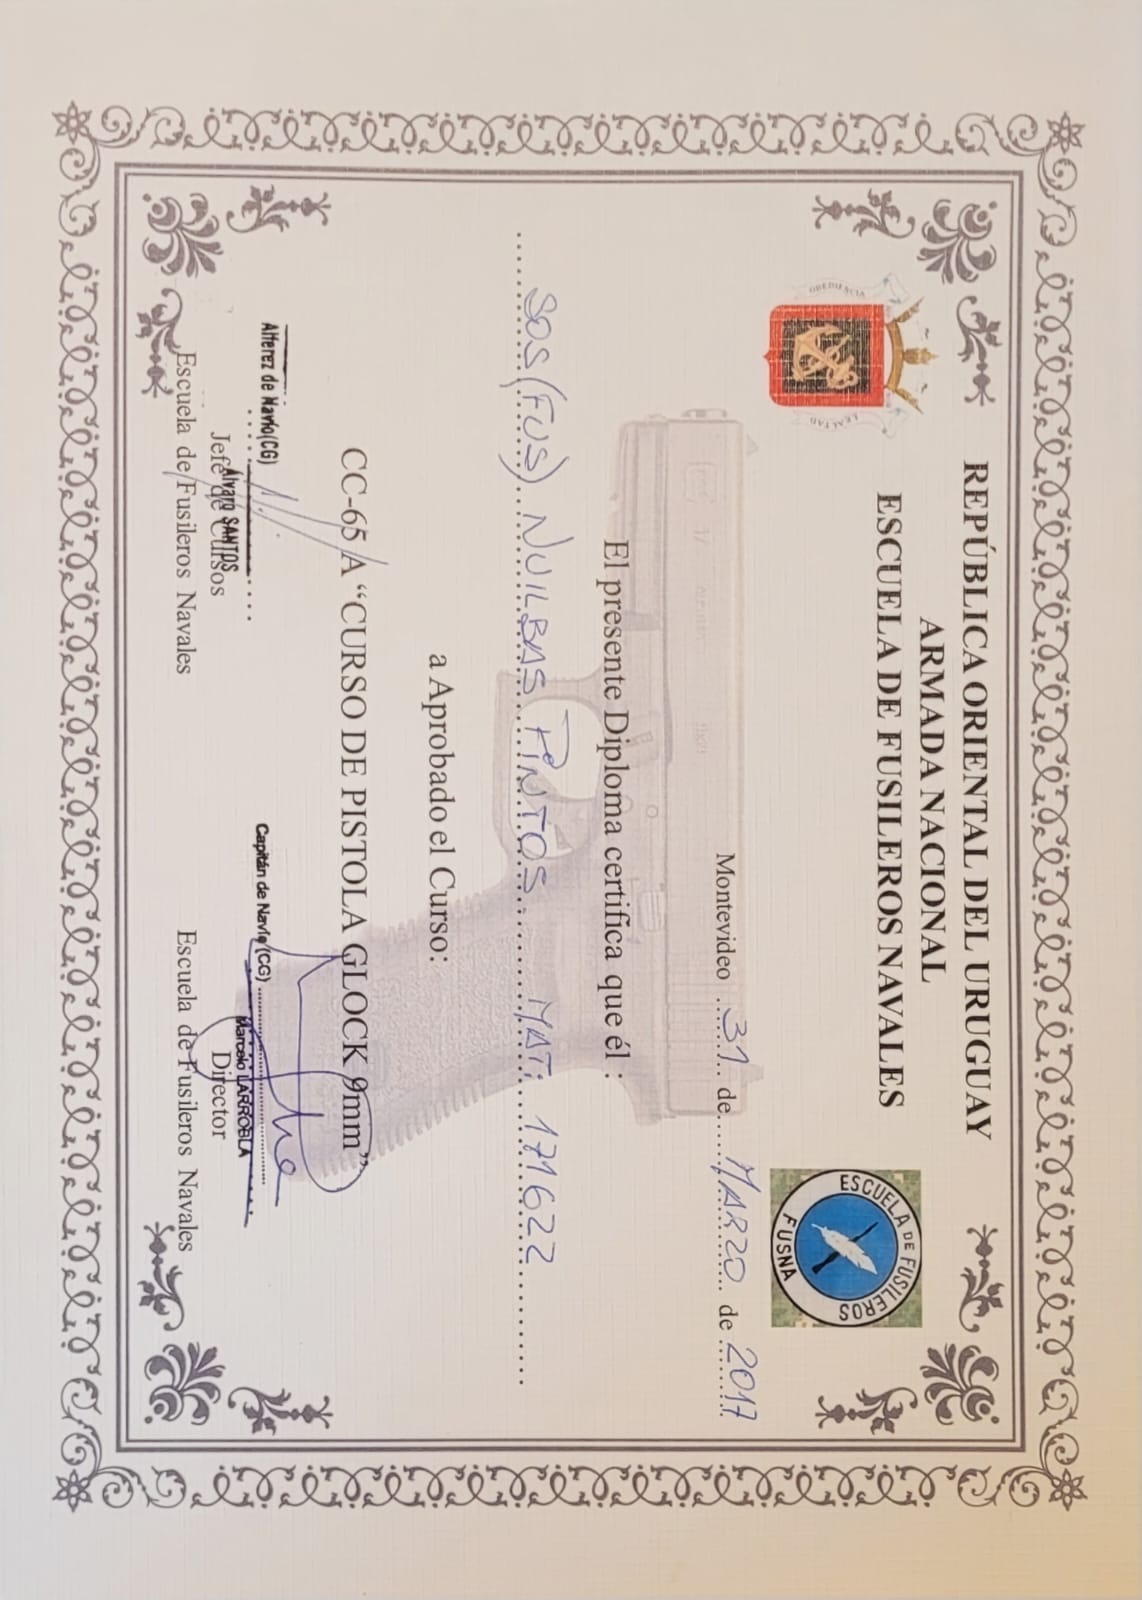 REPÚBLICA ORIENTAL DEL URUGUAY
ARMADA NACIONAL
ESCUELA DE FUSILEROS NAVALES
OBEDIENCIA
LEALTAD
ESCUELA DE FUSILEROS
FUSNA
Montevideo 31 de MARZO de 2017
El presente Diploma certifica que él :
SOS(FUS) NUILBAS PINTOS MAT: 171622
a Aprobado el Curso:
CC-65 A “CURSO DE PISTOLA GLOCK 9mm”
Alferez de Navío(CG)
Álvaro SANTOS
Jefe de Cursos
Escuela de Fusileros Navales
Capitán de Navío (CG)
Marcelo LARROBLA
Director
Escuela de Fusileros Navales